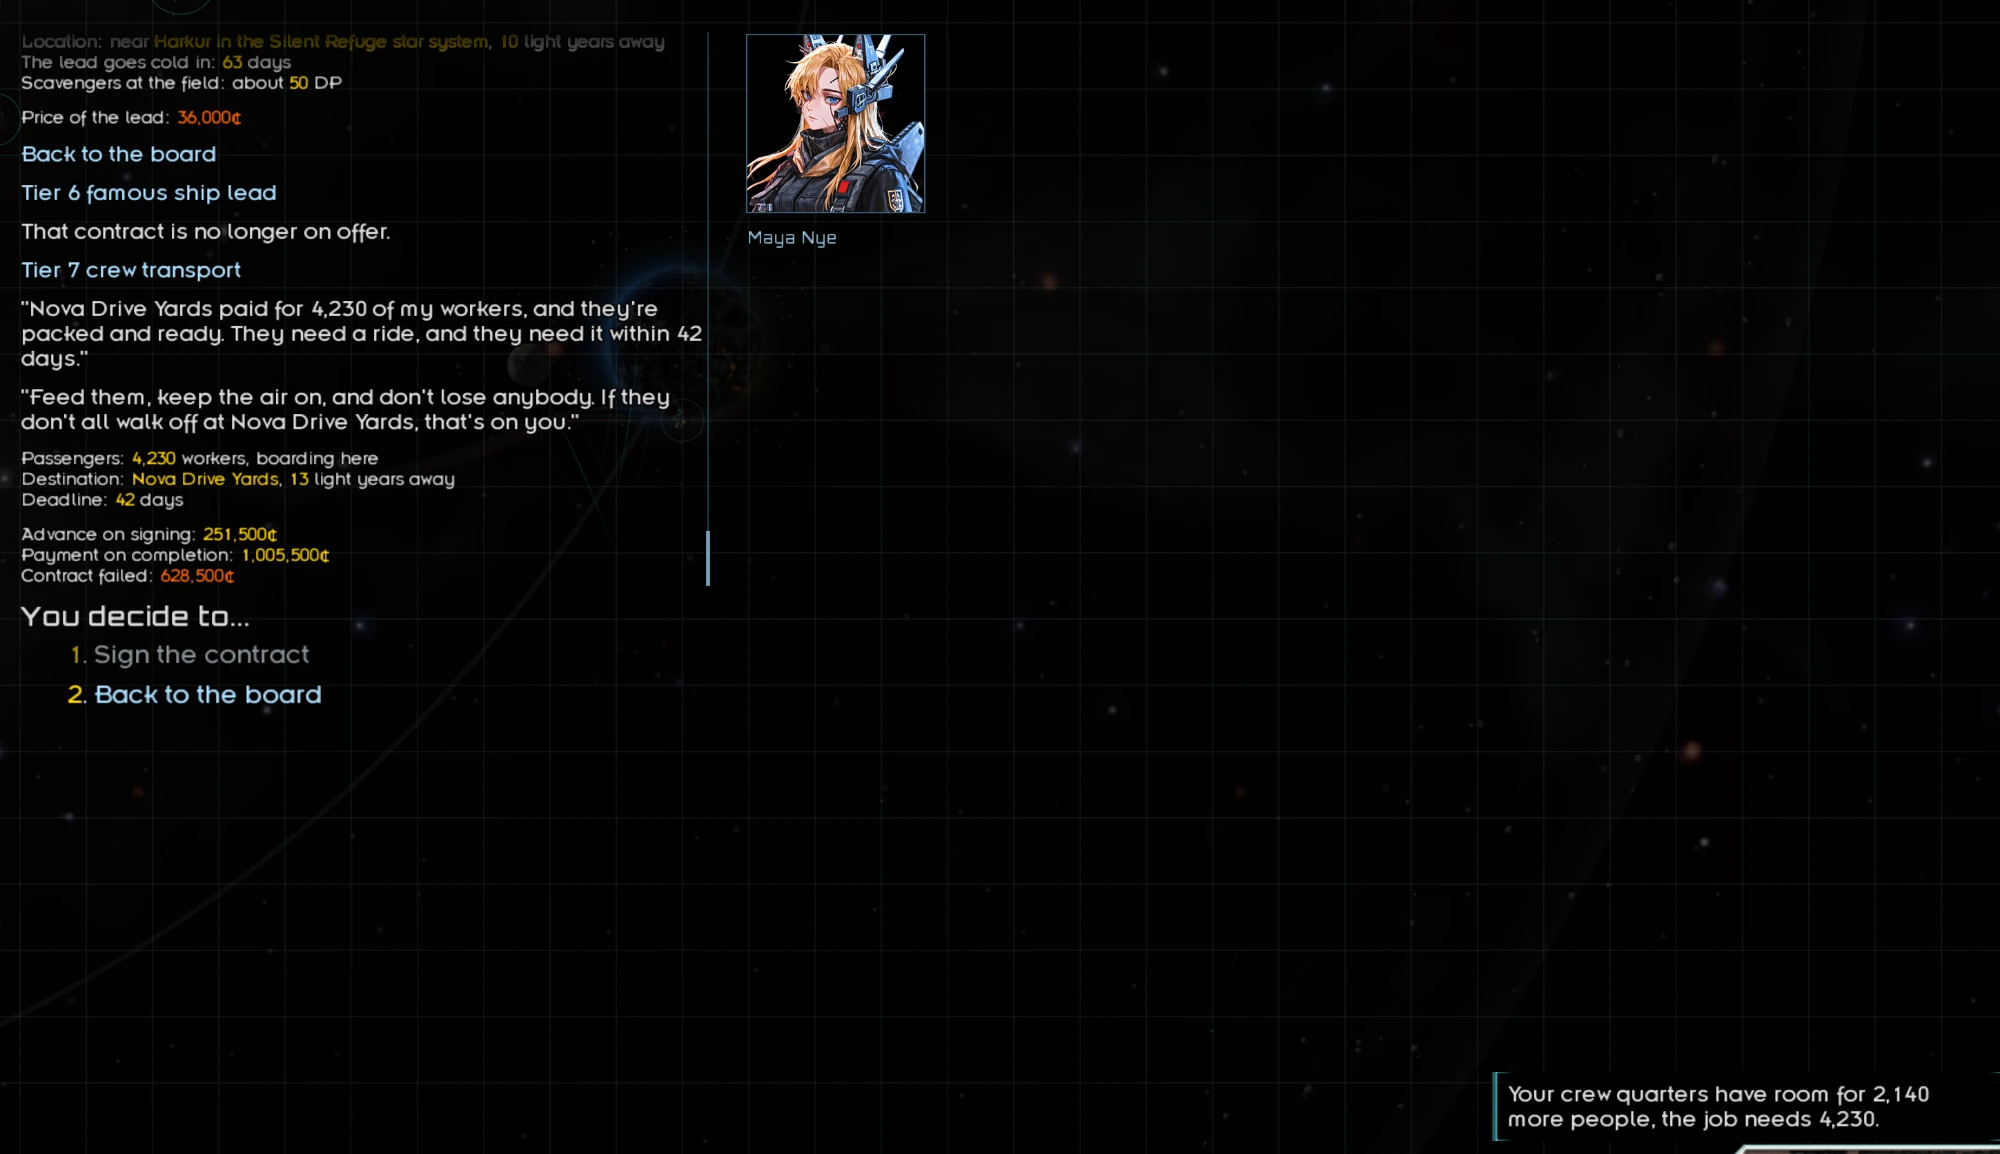 Location: near Harkur in the Silent Refuge star system, 10 light years away
The lead goes cold in: 63 days
Scavengers at the field: about 50 DP
Price of the lead: 36,000¢
Back to the board
Tier 6 famous ship lead
That contract is no longer on offer.
Tier 7 crew transport
"Nova Drive Yards paid for 4,230 of my workers, and they're
packed and ready. They need a ride, and they need it within 42
days."
"Feed them, keep the air on, and don't lose anybody. If they
don't all walk off at Nova Drive Yards, that's on you."
Passengers: 4,230 workers, boarding here
Destination: Nova Drive Yards, 13 light years away
Deadline: 42 days
Advance on signing: 251,500¢
Payment on completion: 1,005,500¢
Contract failed: 628,500¢
You decide to...
1. Sign the contract
2. Back to the board
Maya Nye
Your crew quarters have room for 2,140
more people, the job needs 4,230.